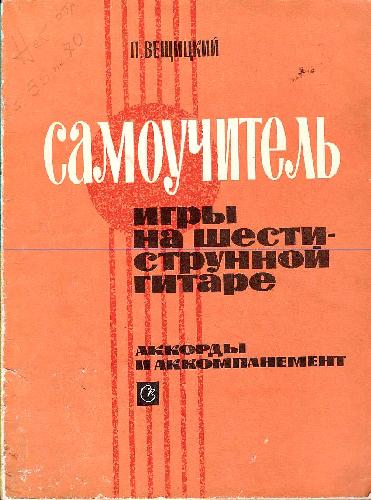 П. ВЕЩИЦКИЙ
САМОУЧИТЕЛЬ
ИГРЫ
НА ШЕСТИ-
СТРУННОЙ
ГИТАРЕ
АККОРДЫ
И АККОМПАНЕМЕНТ